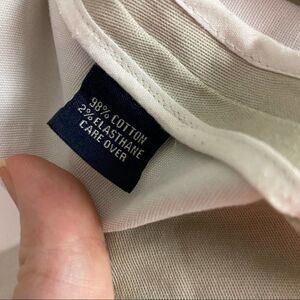 98% COTTON
2% ELASTHANE
CARE OVER